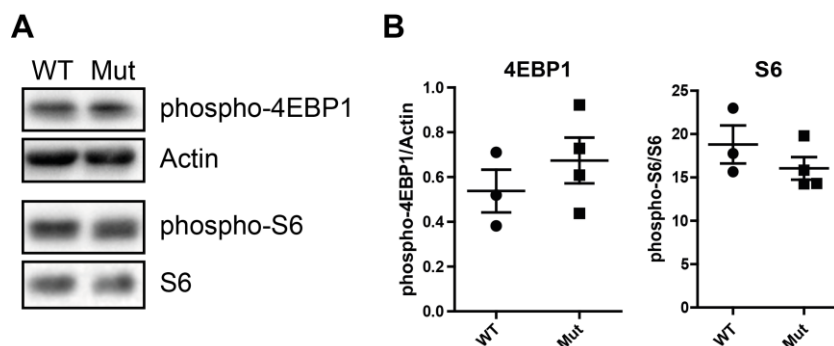 A
WT Mut
phospho-4EBP1
Actin
phospho-S6
S6
B
4EBP1
phospho-4EBP1/Actin
1.0
0.8
0.6
0.4
0.2
0.0
WT
Mut
S6
phospho-S6/S6
25
20
15
10
5
0
WT
Mut